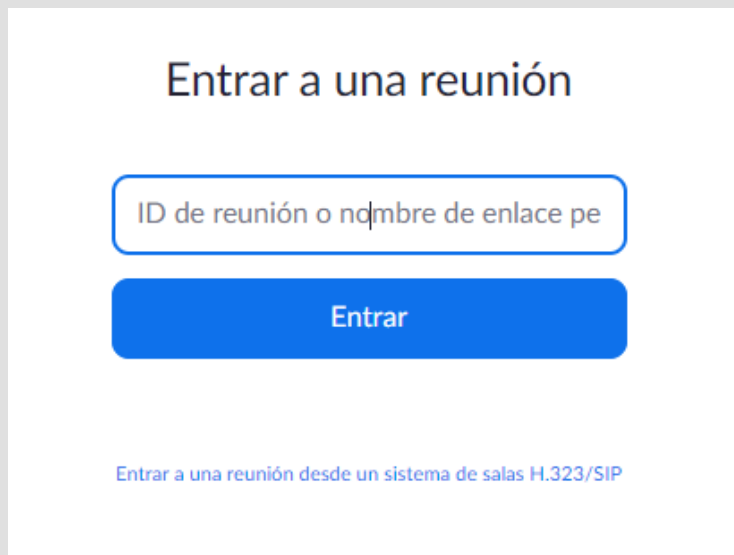 Entrar a una reunión
ID de reunión o nombre de enlace pe
Entrar
Entrar a una reunión desde un sistema de salas H.323/SIP